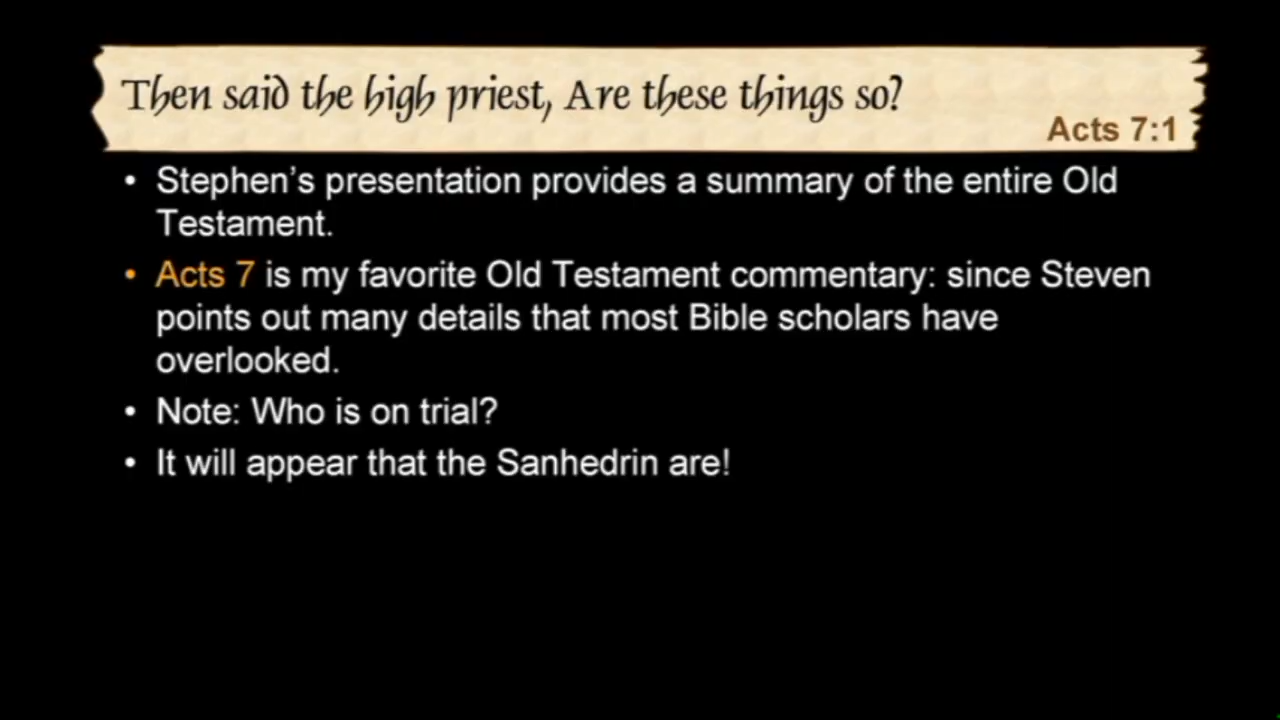 Then said the high priest, Are these things so?
Acts 7:1
• Stephen’s presentation provides a summary of the entire Old
Testament.
• Acts 7 is my favorite Old Testament commentary: since Steven
points out many details that most Bible scholars have
overlooked.
• Note: Who is on trial?
• It will appear that the Sanhedrin are!